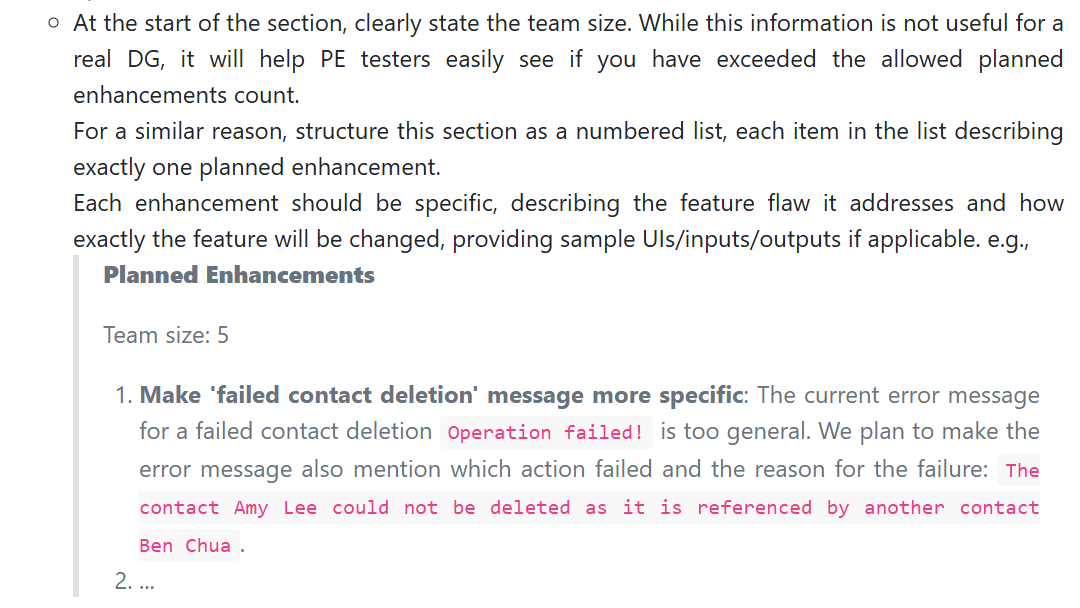 At the start of the section, clearly state the team size. While this information is not useful for a
real DG, it will help PE testers easily see if you have exceeded the allowed planned
enhancements count.
For a similar reason, structure this section as a numbered list, each item in the list describing
exactly one planned enhancement.
Each enhancement should be specific, describing the feature flaw it addresses and how
exactly the feature will be changed, providing sample UIs/inputs/outputs if applicable. e.g.,
Planned Enhancements
Team size: 5
1. Make 'failed contact deletion' message more specific: The current error message
for a failed contact deletion Operation failed! is too general. We plan to make the
error message also mention which action failed and the reason for the failure: The
contact Amy Lee could not be deleted as it is referenced by another contact
Ben Chua .
2. ...